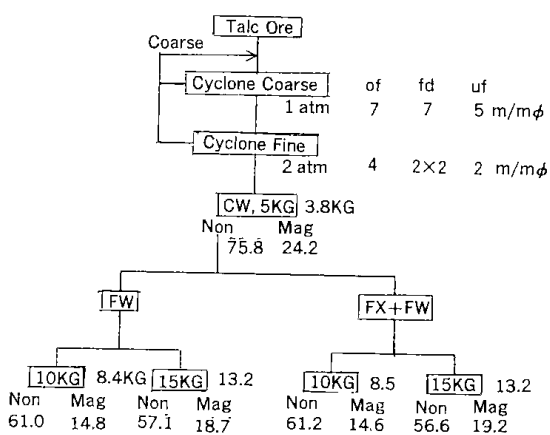 Talc Ore
Coarse
Cyclone Coarse of fd uf
1 atm 7 7 5 m/mϕ
Cyclone Fine
2 atm 4 2×2 2 m/mϕ
CW, 5KG 3.8KG
Non Mag
75.8 24.2
FW FX+FW
10KG 8.4KG 15KG 13.2 10KG 8.5 15KG 13.2
Non Mag Non Mag Non Mag Non Mag
61.0 14.8 57.1 18.7 61.2 14.6 56.6 19.2